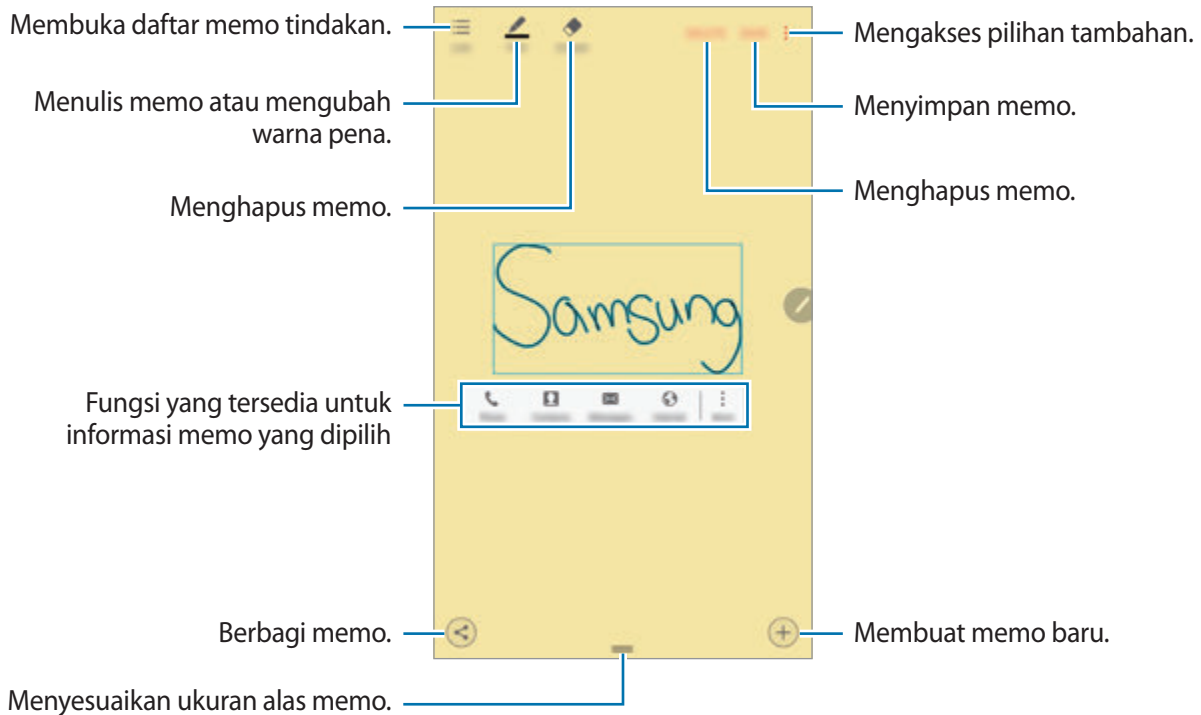 Membuka daftar memo tindakan.
Mengakses pilihan tambahan.
Menulis memo atau mengubah
warna pena.
Menyimpan memo.
Menghapus memo.
Menghapus memo.
Samsung
Fungsi yang tersedia untuk
informasi memo yang dipilih
Berbagi memo.
Membuat memo baru.
Menyesuaikan ukuran alas memo.